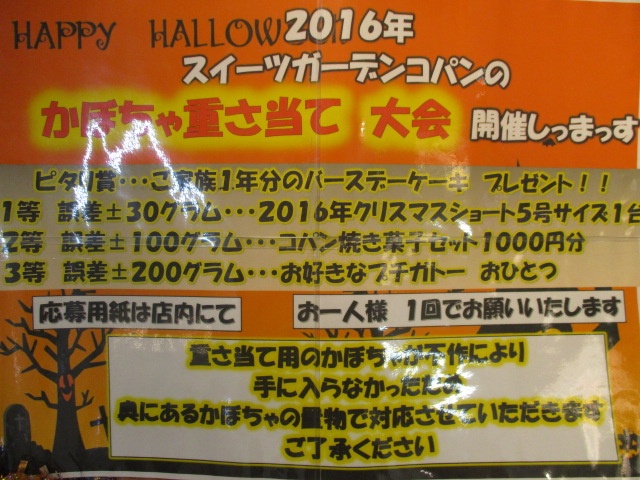 HAPPY HALLOW
2016年
スイーツガーデンコパンの
かぼちゃ重さ当て 大会 開催しっまっす
ピタリ賞・・・ご家族1年分のバースデーケーキ プレゼント!!
1等 誤差±30グラム・・・2016年クリスマスショート5号サイズ1台
2等 誤差±100グラム・・・コパン焼き菓子セット1000円分
3等 誤差±200グラム・・・お好きなプチガトー おひとつ
応募用紙は店内にて お一人様 1回でお願いいたします
重さ当て用のかぼちゃが不作により
手に入らなかった
奥にあるかぼちゃの置物で対応させていただきます
ご了承ください